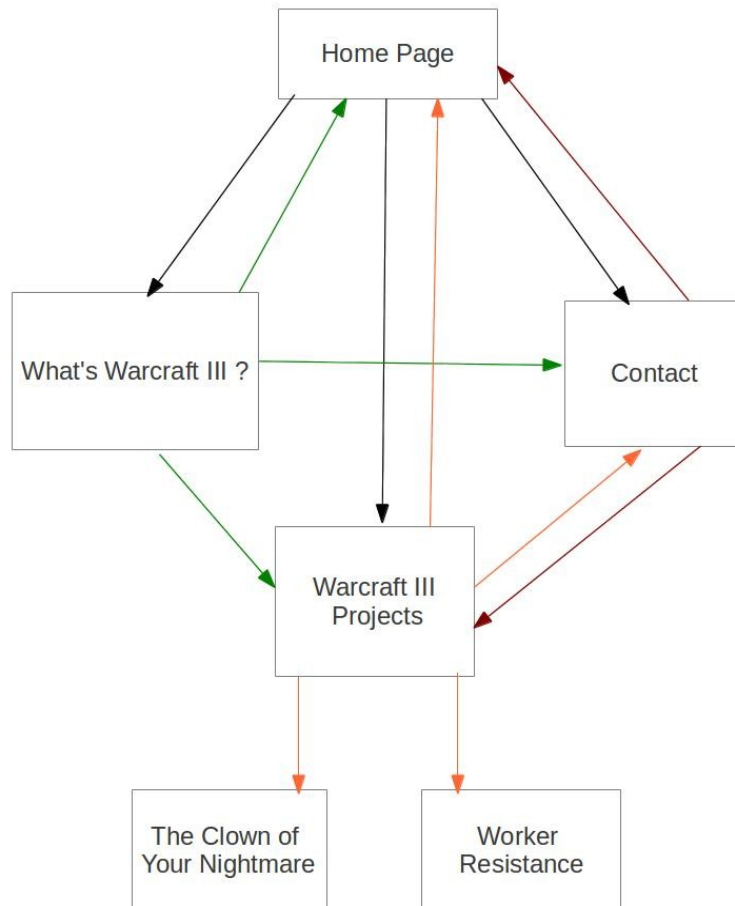 Home Page
What's Warcraft III ?
Contact
Warcraft III
Projects
The Clown of
Your Nightmare
Worker
Resistance